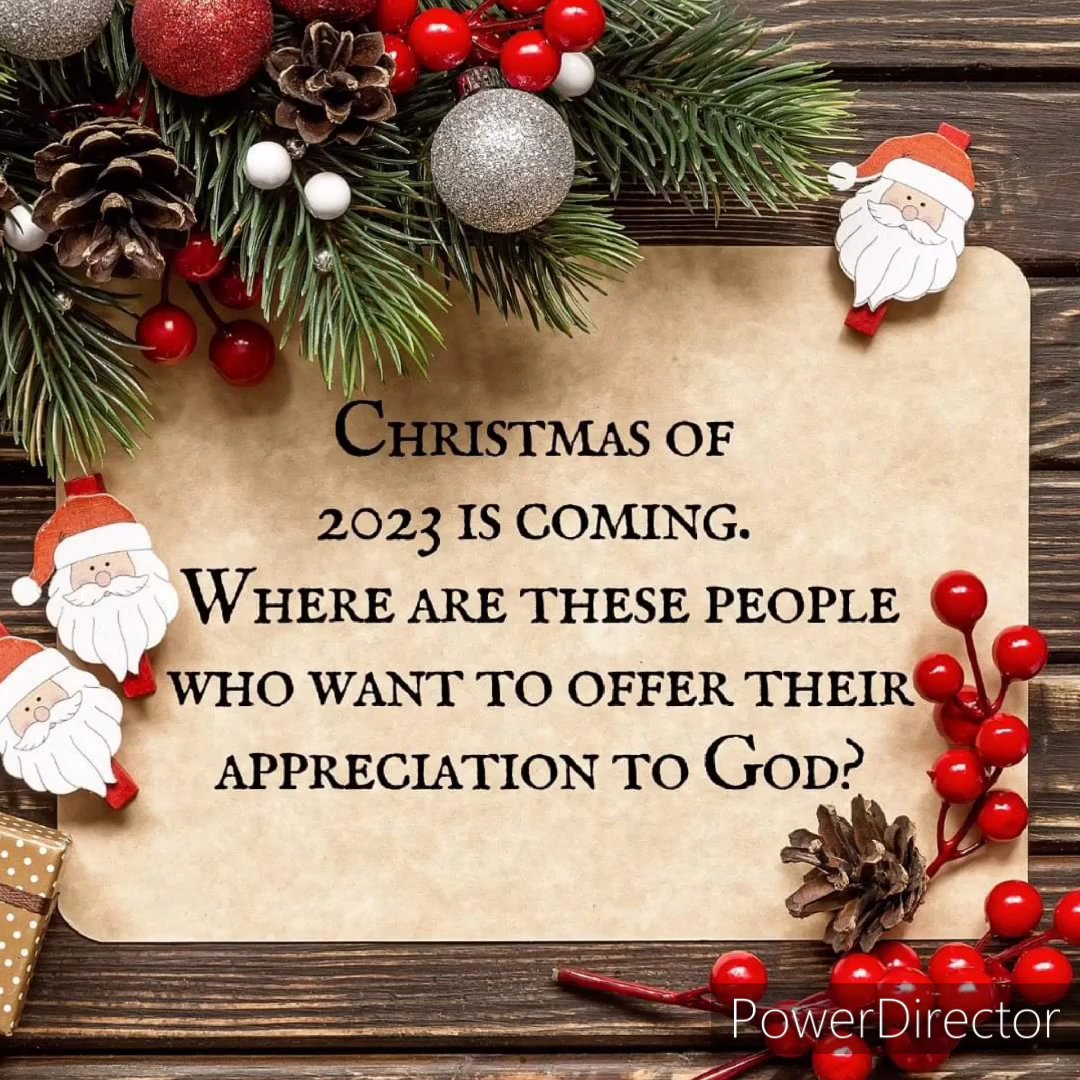 Christmas of
2023 is coming.
Where are these people
who want to offer their
appreciation to God?
PowerDirector